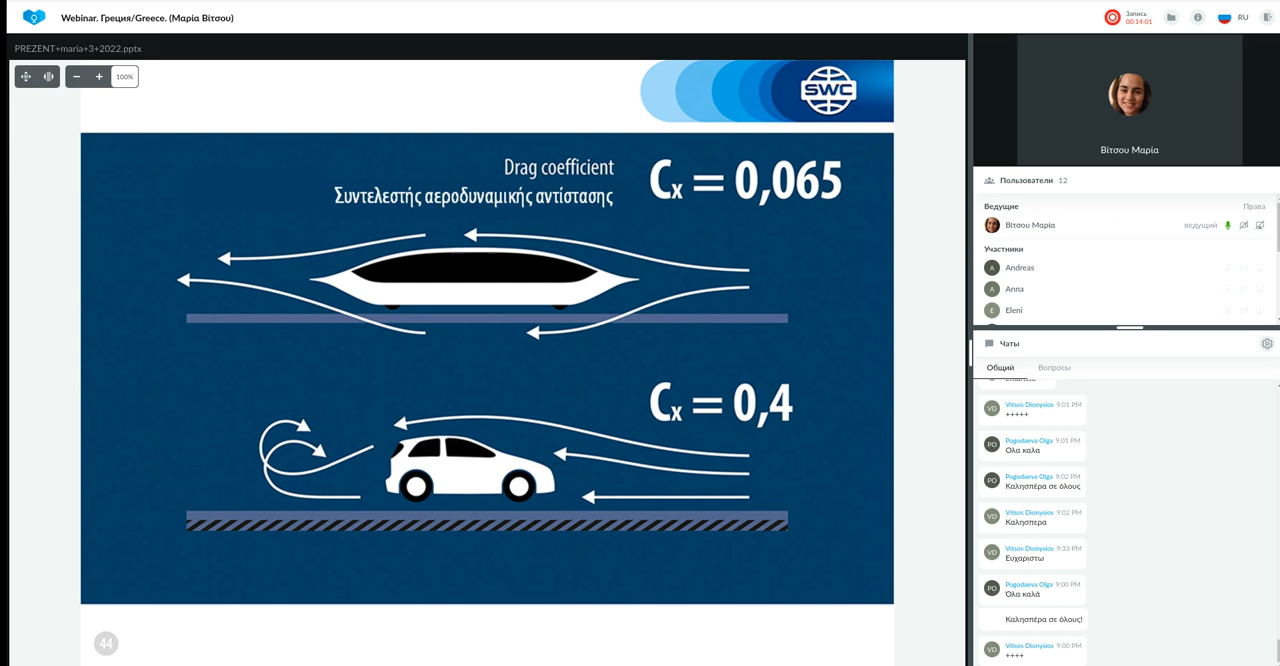 Webinar. Греция/Greece. (Μαρία Βίτσου)
Запись
00:14:01
RU
PREZENT+maria+3+2022.pptx
100%
SWC
Drag coefficient
Συντελεστής αεροδυναμικής αντίστασης
Cx = 0,065
Cx = 0,4
44
Βίτσου Μαρία
Пользователи 12
Ведущие Права
Βίτσου Μαρία ведущий
Участники
A Andreas
A Anna
E Eleni
Чаты
Общий Вопросы
VD Vitsos Dionysios 9:01 PM
+++++
PO Pogodaeva Olga 9:01 PM
Ολα καλα
PO Pogodaeva Olga 9:02 PM
Καλησπέρα σε όλους
VD Vitsos Dionysios 9:02 PM
Καλησπερα
VD Vitsos Dionysios 9:33 PM
Ευχαριστω
PO Pogodaeva Olga 9:00 PM
Όλα καλά
Καλησπέρα σε όλους!
VD Vitsos Dionysios 9:00 PM
++++